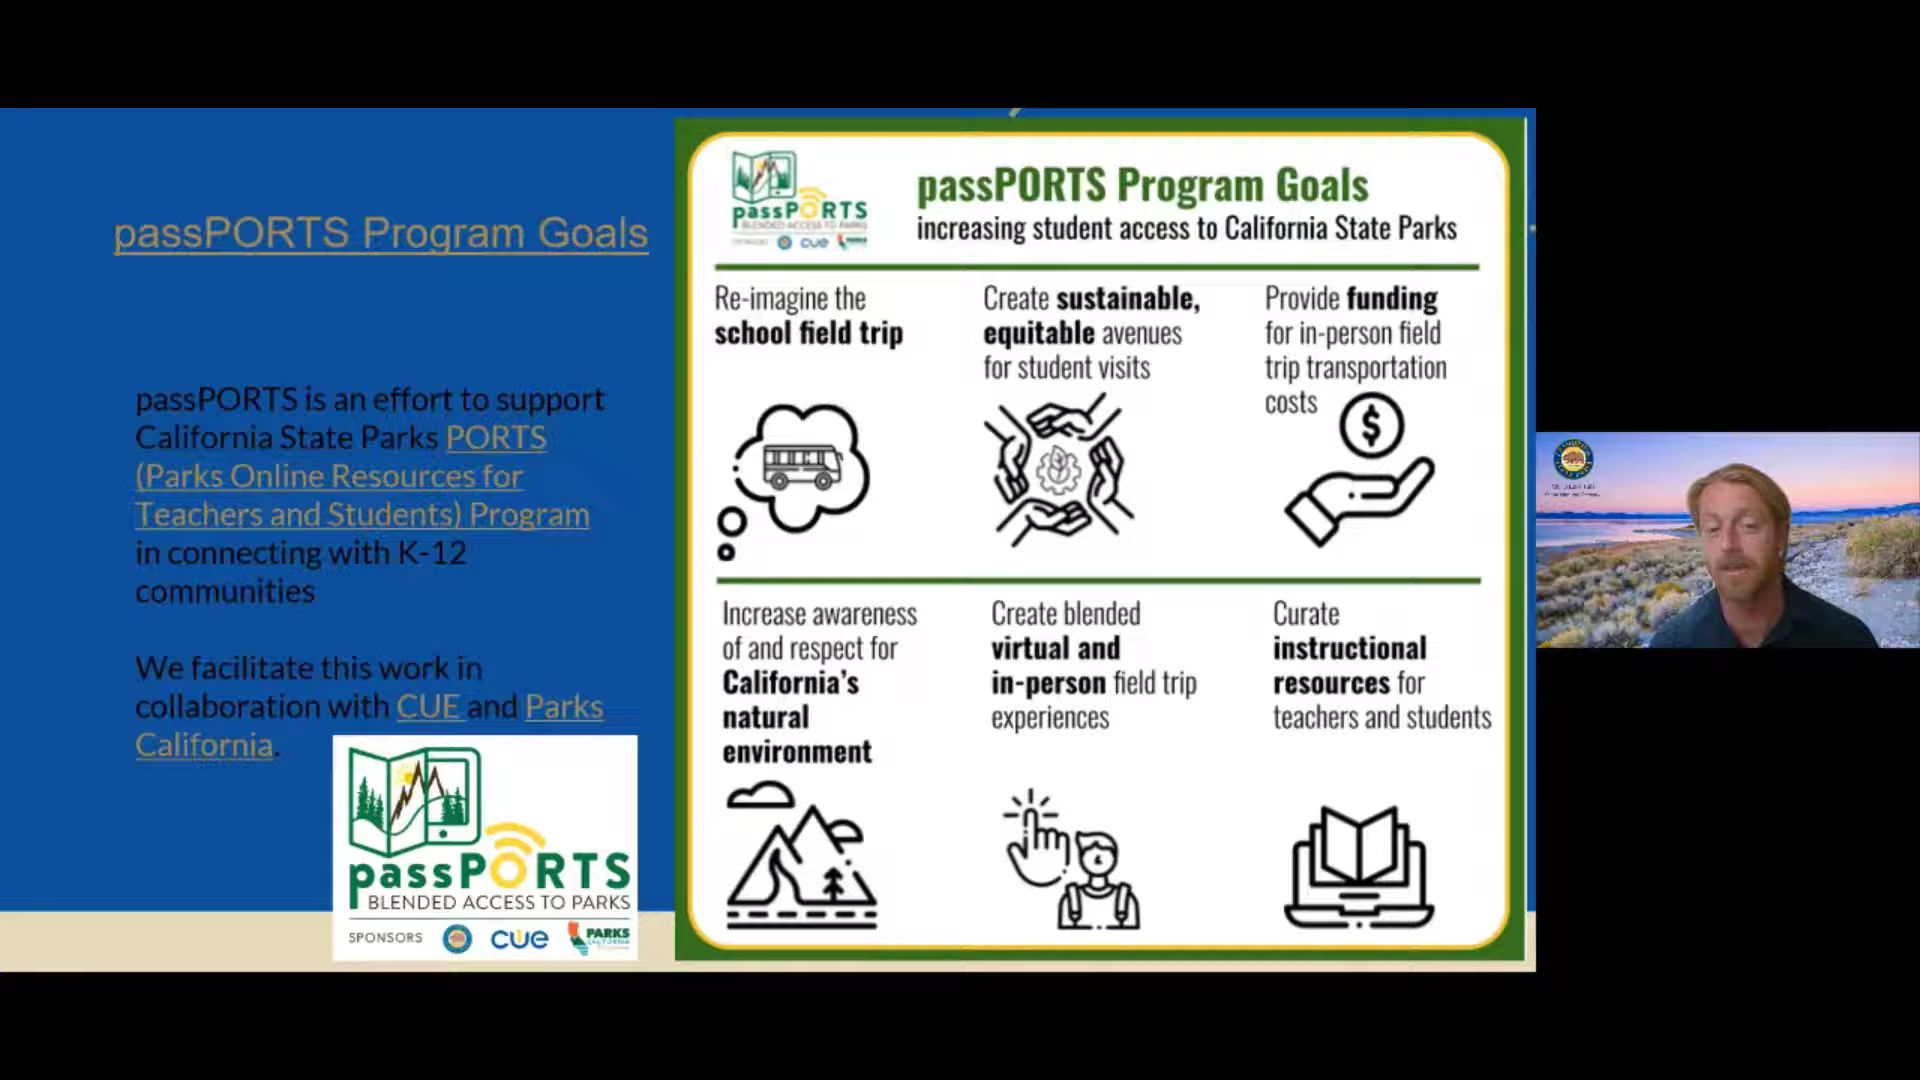 passPORTS Program Goals
passPORTS is an effort to support
California State Parks PORTS
(Parks Online Resources for
Teachers and Students) Program
in connecting with K-12
communities
We facilitate this work in
collaboration with CUE and Parks
California.
passPORTS
BLENDED ACCESS TO PARKS
SPONSORS
cue
PARKS
CALIFORNIA
passPORTS
BLENDED ACCESS TO PARKS
cue
passPORTS Program Goals
increasing student access to California State Parks
Re-imagine the
school field trip
Create sustainable,
equitable avenues
for student visits
Provide funding
for in-person field
trip transportation
costs
$
Increase awareness
of and respect for
California's
natural
environment
Create blended
virtual and
in-person field trip
experiences
Curate
instructional
resources for
teachers and students